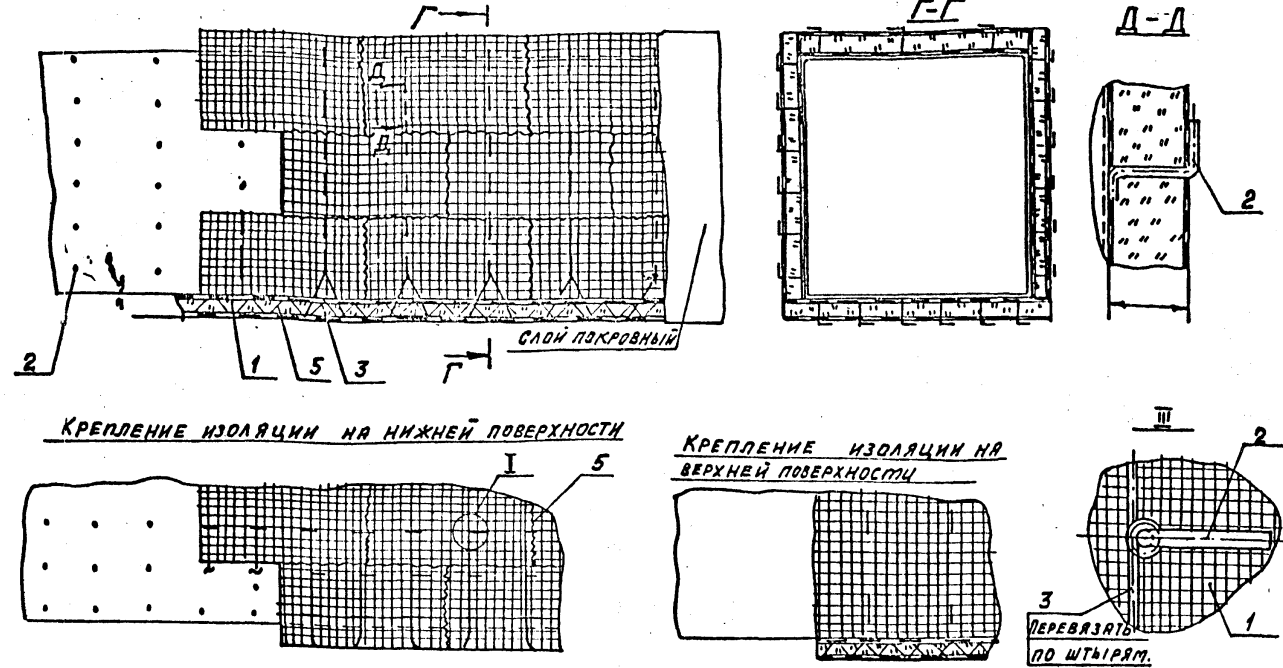 Г
Г-Г
Д-Д
Д
Д
2
1
5
3
Г
СЛОЙ ПОКРОВНЫЙ
2
КРЕПЛЕНИЕ ИЗОЛЯЦИИ НА НИЖНЕЙ ПОВЕРХНОСТИ
I
5
КРЕПЛЕНИЕ ИЗОЛЯЦИИ НА
ВЕРХНЕЙ ПОВЕРХНОСТИ
III
2
3
ПЕРЕВЯЗАТЬ
ПО ШТЫРЯМ.
1